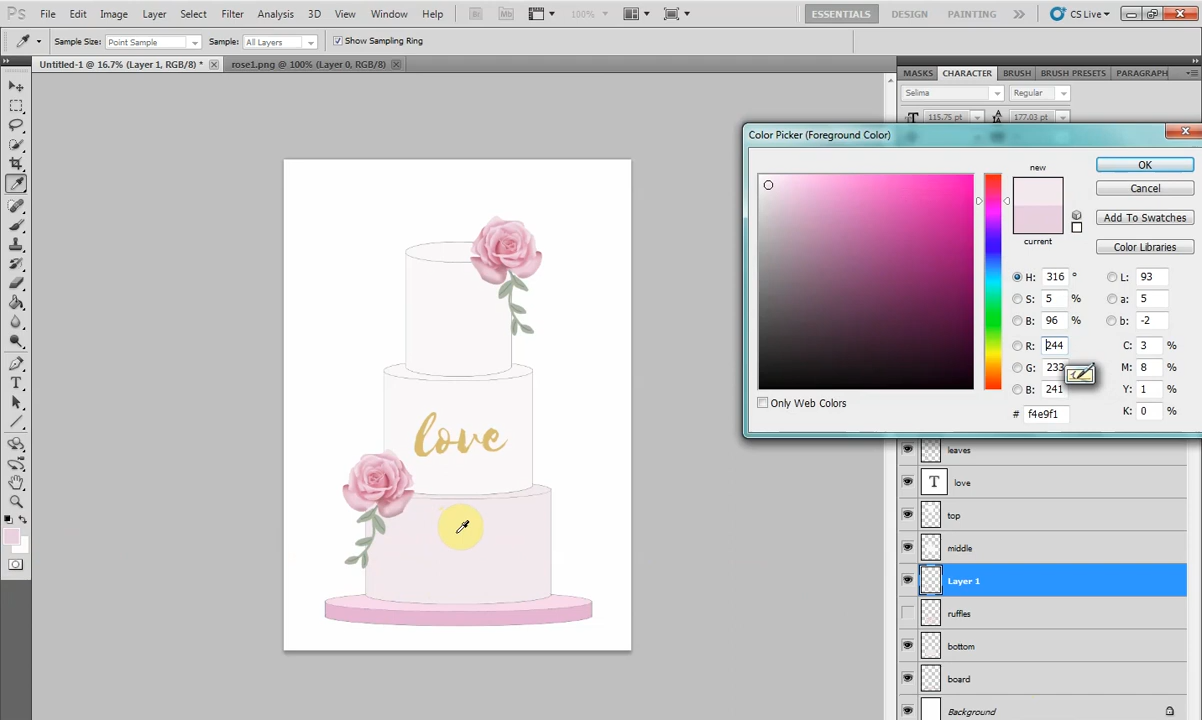 Ps File Edit Image Layer Select Filter Analysis 3D View Window Help Br Mb 100% ESSENTIALS DESIGN PAINTING CS Live
Sample Size: Point Sample Sample: All Layers Show Sampling Ring
Untitled-1 @ 16.7% (Layer 1, RGB/8) * rose1.png @ 100% (Layer 0, RGB/8)
MASKS CHARACTER BRUSH BRUSH PRESETS PARAGRAPH
Selima Regular
115.75 pt 177.03 pt
Color Picker (Foreground Color)
new
current
OK
Cancel
Add To Swatches
Color Libraries
H: 316 ° L: 93
S: 5 % a: 5
B: 96 % b: -2
R: 244 C: 3 %
G: 233 M: 8 %
B: 241 Y: 1 %
# f4e9f1 K: 0 %
Only Web Colors
love
leaves
T love
top
middle
Layer 1
ruffles
bottom
board
Background